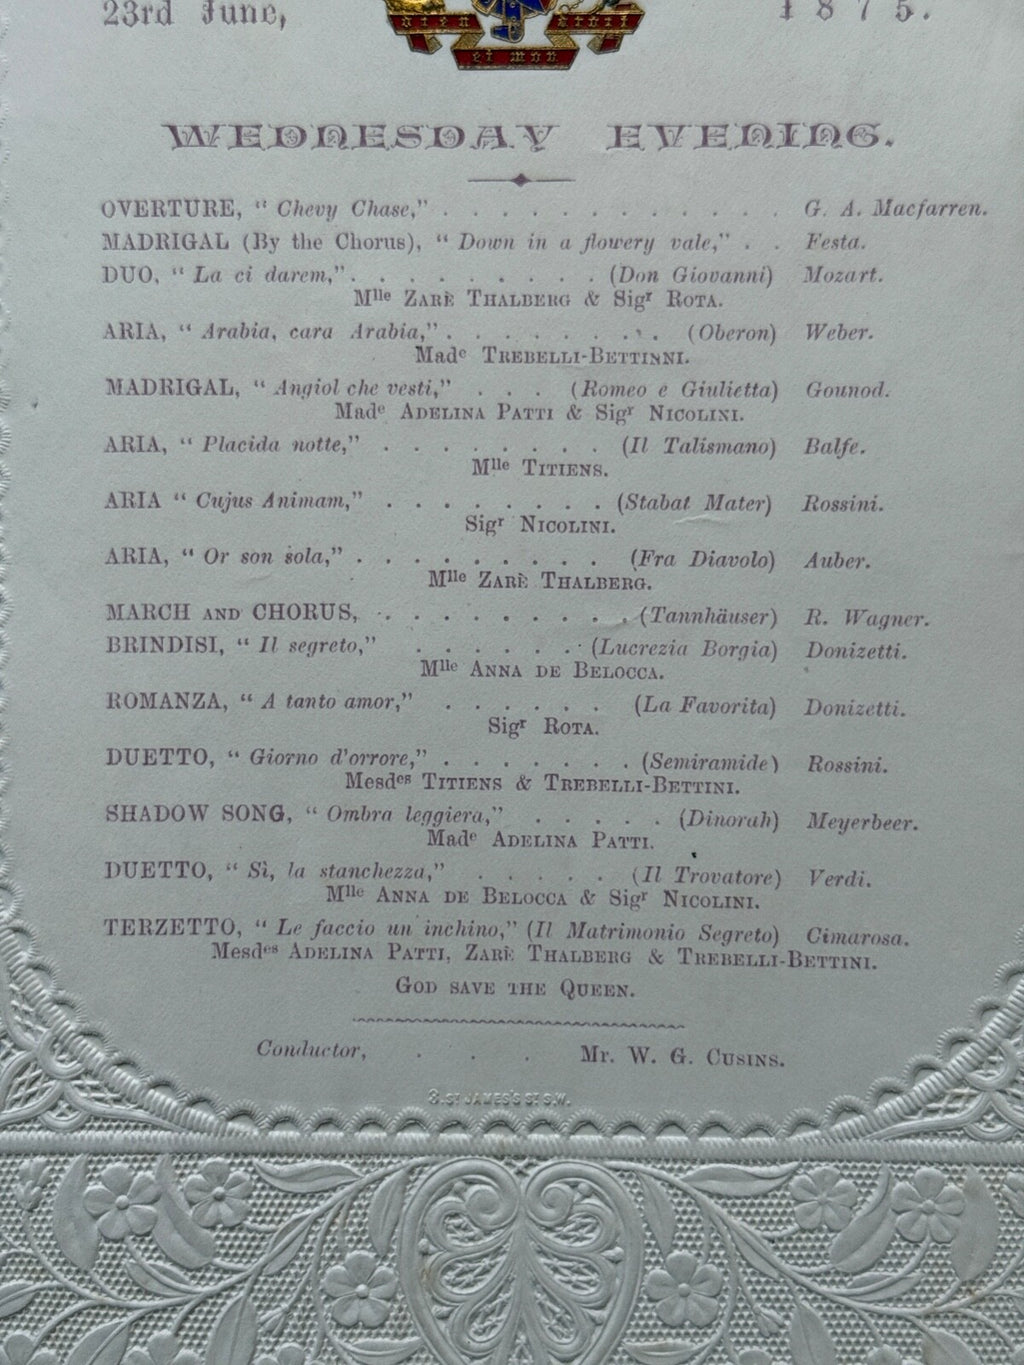 23rd June, 1875.
Dieu et mon droit
WEDNESDAY EVENING.
OVERTURE, “ Chevy Chase,” . . . . . . . . . . . . G. A. Macfarren.
MADRIGAL (By the Chorus), “ Down in a flowery vale,” . . Festa.
DUO, “ La ci darem,” . . . . . . . . . (Don Giovanni) Mozart.
Mlle ZARÈ THALBERG & Sigr ROTA.
ARIA, “ Arabia, cara Arabia,” . . . . . . . . (Oberon) Weber.
Made TREBELLI-BETTINNI.
MADRIGAL, “ Angiol che vesti,” . . . (Romeo e Giulietta) Gounod.
Made ADELINA PATTI & Sigr NICOLINI.
ARIA, “ Placida notte,” . . . . . . . . (Il Talismano) Balfe.
Mlle TITIENS.
ARIA “ Cujus Animam,” . . . . . . . . (Stabat Mater) Rossini.
Sigr NICOLINI.
ARIA, “ Or son sola,” . . . . . . . . . (Fra Diavolo) Auber.
Mlle ZARÈ THALBERG.
MARCH AND CHORUS, . . . . . . . . . (Tannhäuser) R. Wagner.
BRINDISI, “ Il segreto,” . . . . . . (Lucrezia Borgia) Donizetti.
Mlle ANNA DE BELOCCA.
ROMANZA, “ A tanto amor,” . . . . . . (La Favorita) Donizetti.
Sigr ROTA.
DUETTO, “ Giorno d'orrore,” . . . . . . . (Semiramide) Rossini.
Mesdes TITIENS & TREBELLI-BETTINI.
SHADOW SONG, “ Ombra leggiera,” . . . . . (Dinorah) Meyerbeer.
Made ADELINA PATTI.
DUETTO, “ Sì, la stanchezza,” . . . . . (Il Trovatore) Verdi.
Mlle ANNA DE BELOCCA & Sigr NICOLINI.
TERZETTO, “ Le faccio un inchino,” (Il Matrimonio Segreto) Cimarosa.
Mesdes ADELINA PATTI, ZARÈ THALBERG & TREBELLI-BETTINI.
GOD SAVE THE QUEEN.
Conductor, . . . Mr. W. G. CUSINS.
8. ST JAMES'S ST S.W.